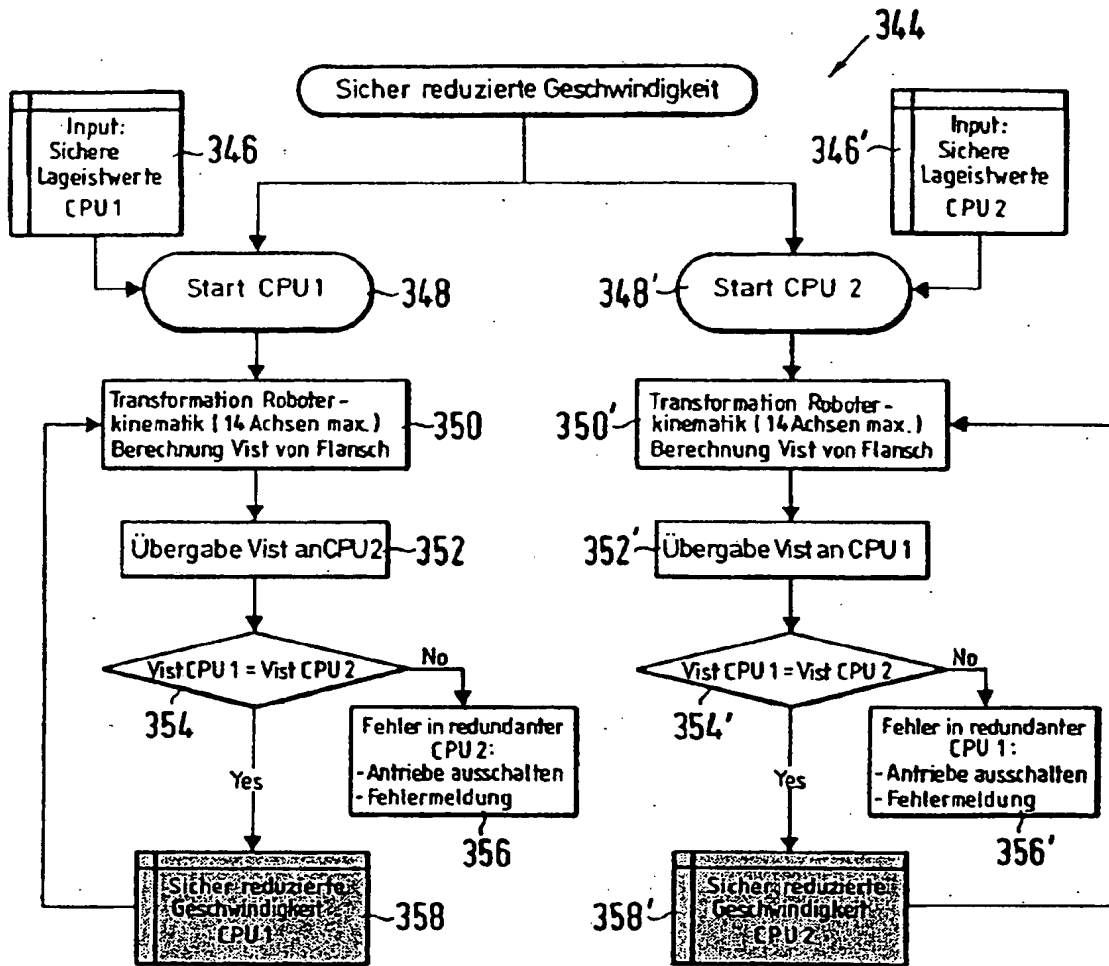 344
Sicher reduzierte Geschwindigkeit
Input:
Sichere
Lageistwerte
CPU 1
346
Input:
Sichere
Lageistwerte
CPU 2
346'
Start CPU 1
348
348'
Start CPU 2
Transformation Roboter-
kinematik (14 Achsen max.)
Berechnung Vist von Flansch
350
350'
Transformation Roboter-
kinematik (14 Achsen max.)
Berechnung Vist von Flansch
Übergabe Vist an CPU2
352
352'
Übergabe Vist an CPU 1
Vist CPU 1 = Vist CPU 2
No
354
Vist CPU 1 = Vist CPU 2
No
354'
Fehler in redundanter
CPU 2:
- Antriebe ausschalten
- Fehlermeldung
356
Fehler in redundanter
CPU 1:
- Antriebe ausschalten
- Fehlermeldung
356'
Yes
Yes
Sicher reduzierte
Geschwindigkeit
CPU 1
358
358'
Sicher reduzierte
Geschwindigkeit
CPU 2